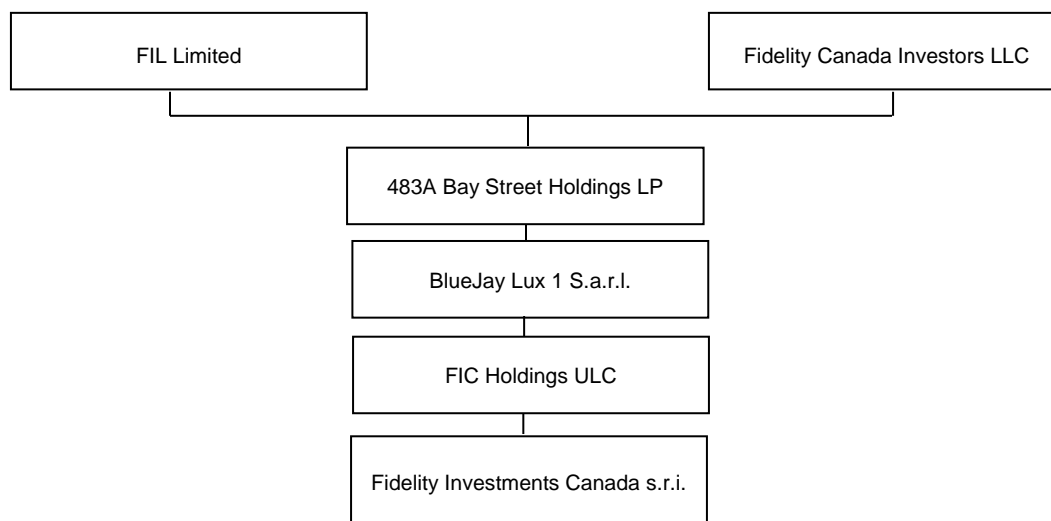 FIL Limited
Fidelity Canada Investors LLC
483A Bay Street Holdings LP
BlueJay Lux 1 S.a.r.l.
FIC Holdings ULC
Fidelity Investments Canada s.r.i.